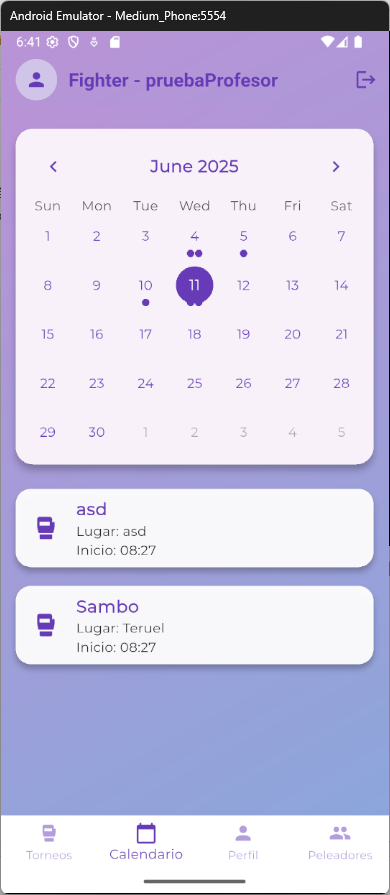 Android Emulator - Medium_Phone:5554
6:41
Fighter - pruebaProfesor
June 2025
Sun Mon Tue Wed Thu Fri Sat
1 2 3 4 5 6 7
8 9 10 11 12 13 14
15 16 17 18 19 20 21
22 23 24 25 26 27 28
29 30 1 2 3 4 5
asd
Lugar: asd
Inicio: 08:27
Sambo
Lugar: Teruel
Inicio: 08:27
Torneos Calendario Perfil Peleadores